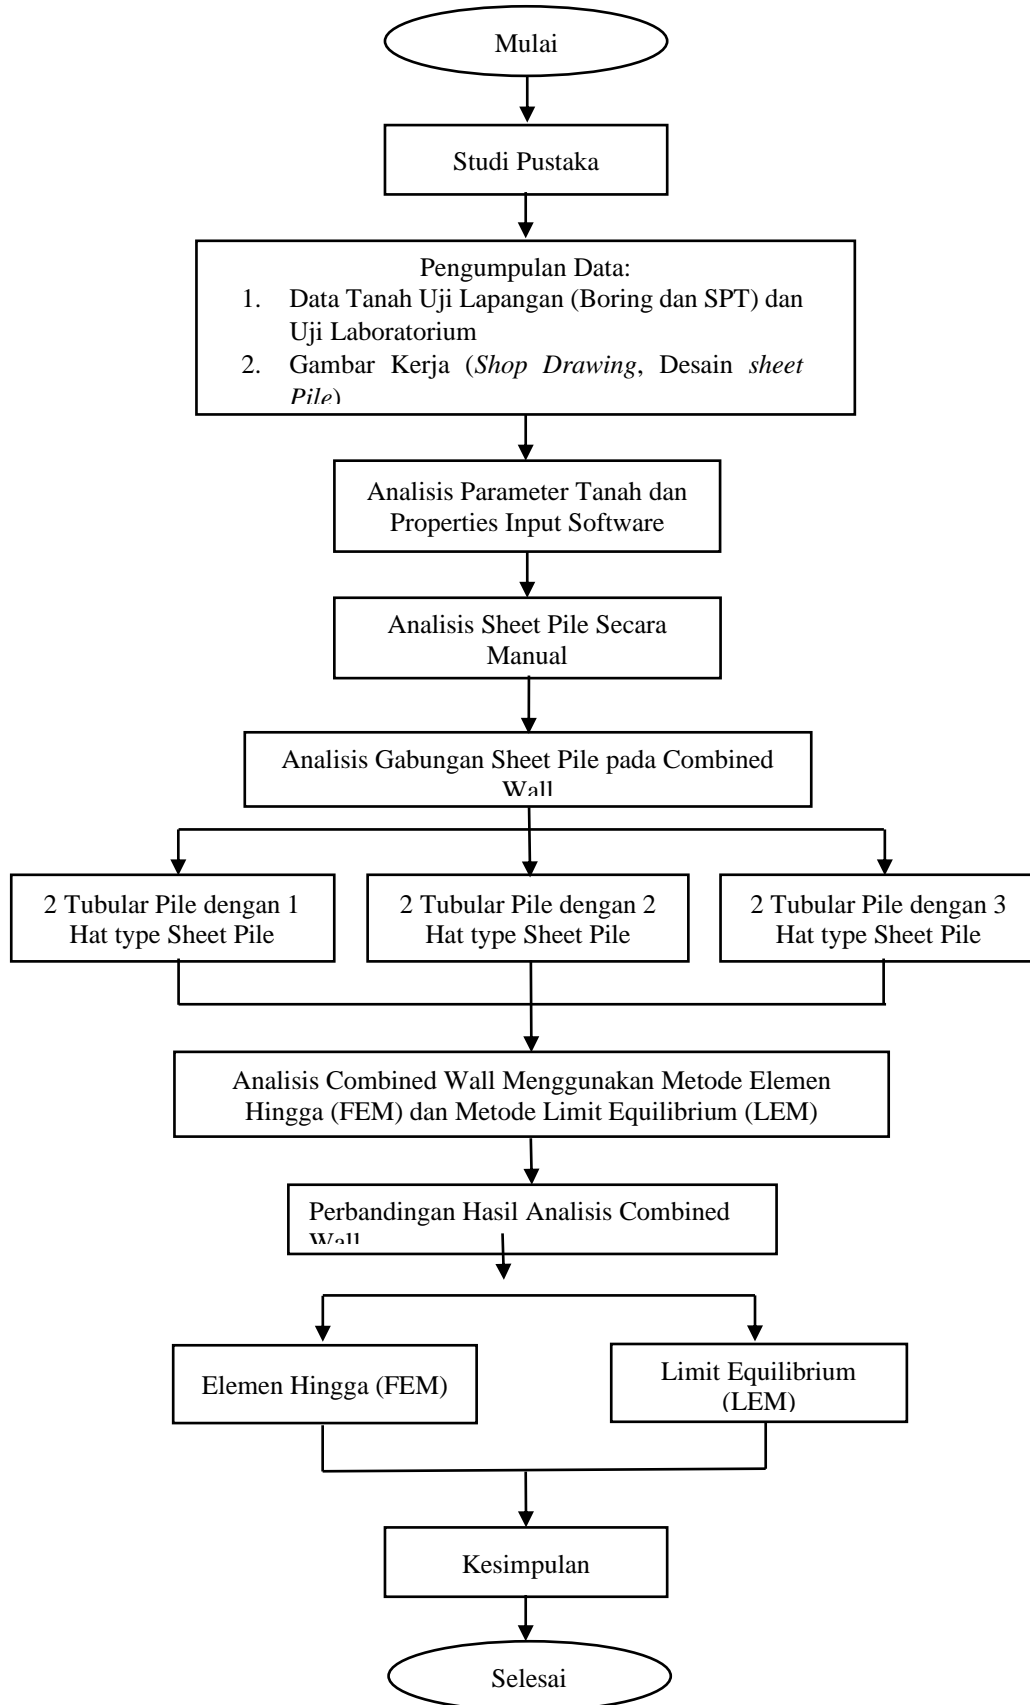 Mulai
Studi Pustaka
Pengumpulan Data:
1. Data Tanah Uji Lapangan (Boring dan SPT) dan
Uji Laboratorium
2. Gambar Kerja (Shop Drawing, Desain sheet
Pile)
Analisis Parameter Tanah dan
Properties Input Software
Analisis Sheet Pile Secara
Manual
Analisis Gabungan Sheet Pile pada Combined
Wall
2 Tubular Pile dengan 1
Hat type Sheet Pile
2 Tubular Pile dengan 2
Hat type Sheet Pile
2 Tubular Pile dengan 3
Hat type Sheet Pile
Analisis Combined Wall Menggunakan Metode Elemen
Hingga (FEM) dan Metode Limit Equilibrium (LEM)
Perbandingan Hasil Analisis Combined
Wall
Elemen Hingga (FEM)
Limit Equilibrium
(LEM)
Kesimpulan
Selesai